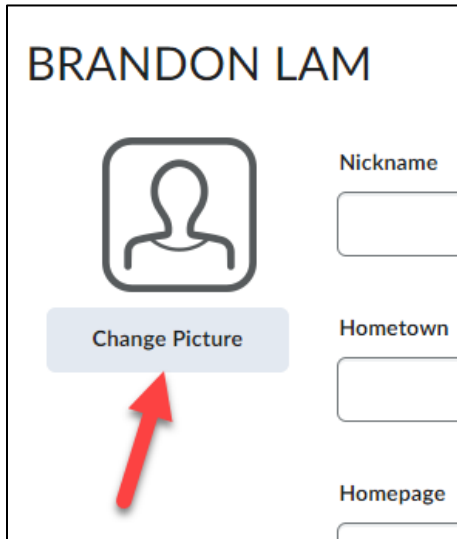 BRANDON LAM
Nickname
Change Picture
Hometown
Homepage